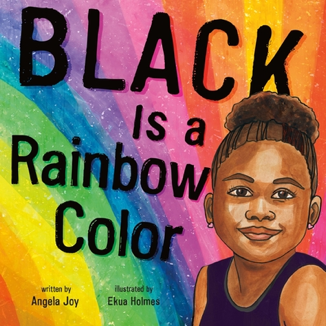 BLACK
Is a
Rainbow
Color
written by
Angela Joy
illustrated by
Ekua Holmes